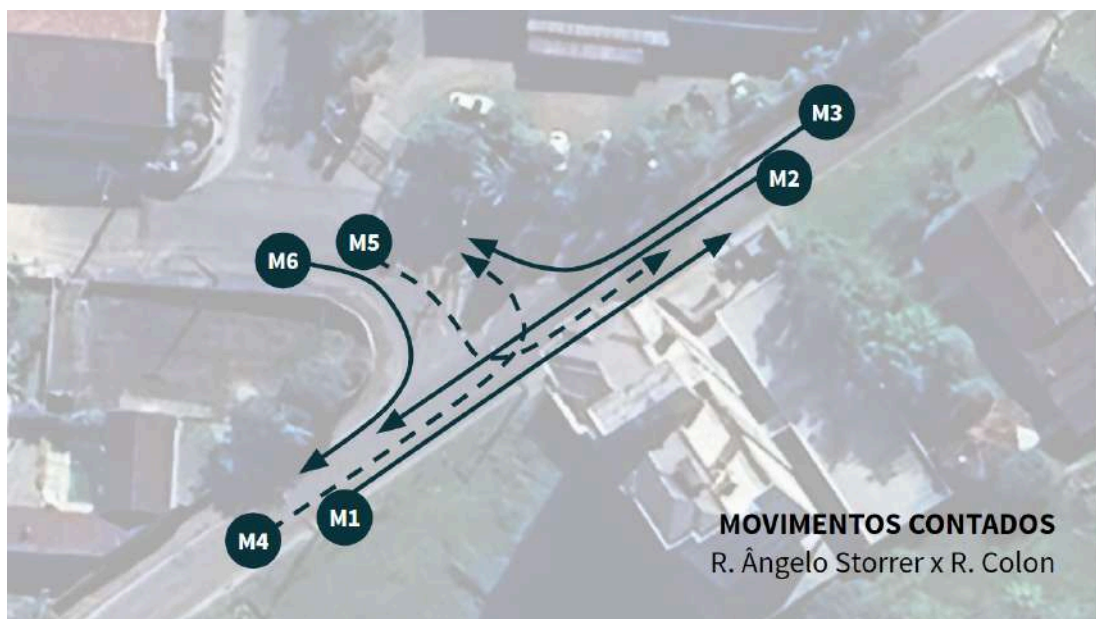 M3
M2
M5
M6
M1
M4
MOVIMENTOS CONTADOS
R. Ângelo Storrer x R. Colon